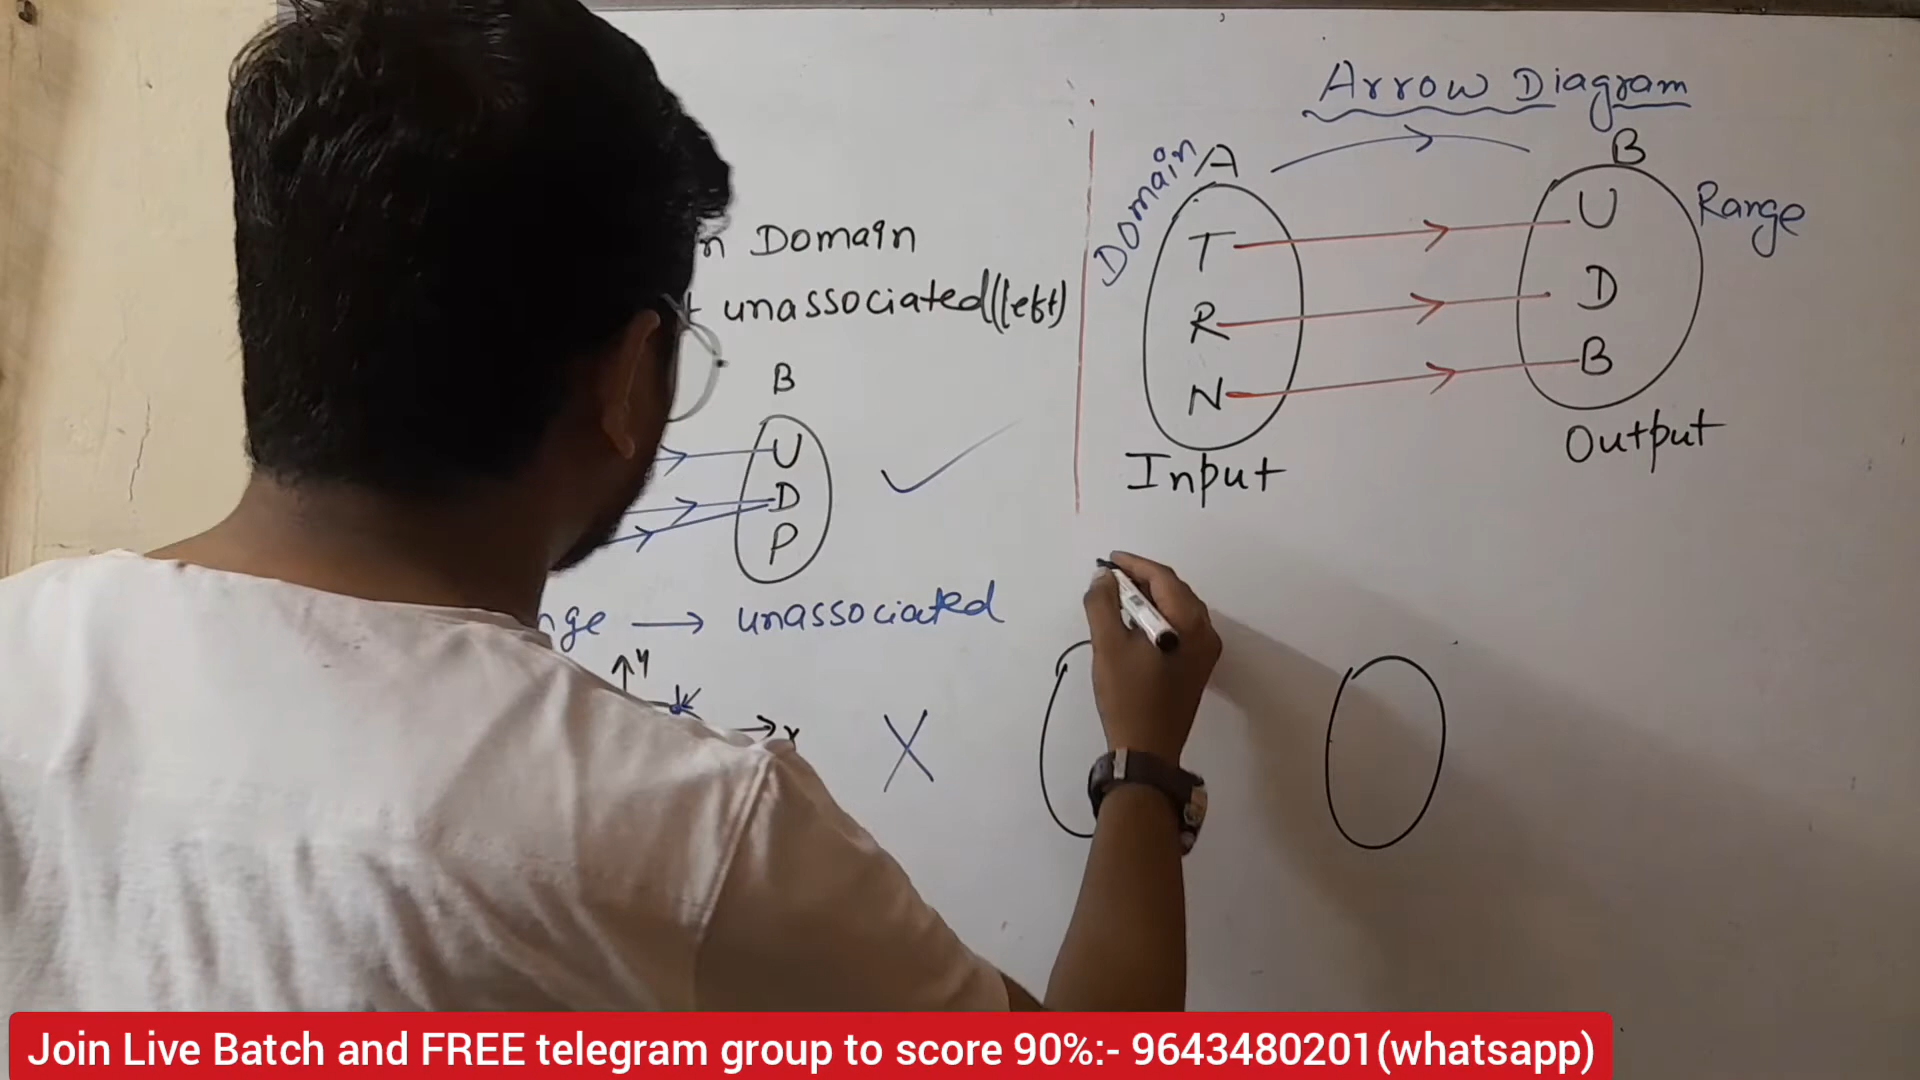 n Domain
t unassociated(left)
B
U
D
P
nge → unassociated
y
x
X
Arrow Diagram
Domain
A
B
Range
T
R
N
U
D
B
Input
Output
Join Live Batch and FREE telegram group to score 90%:- 9643480201(whatsapp)